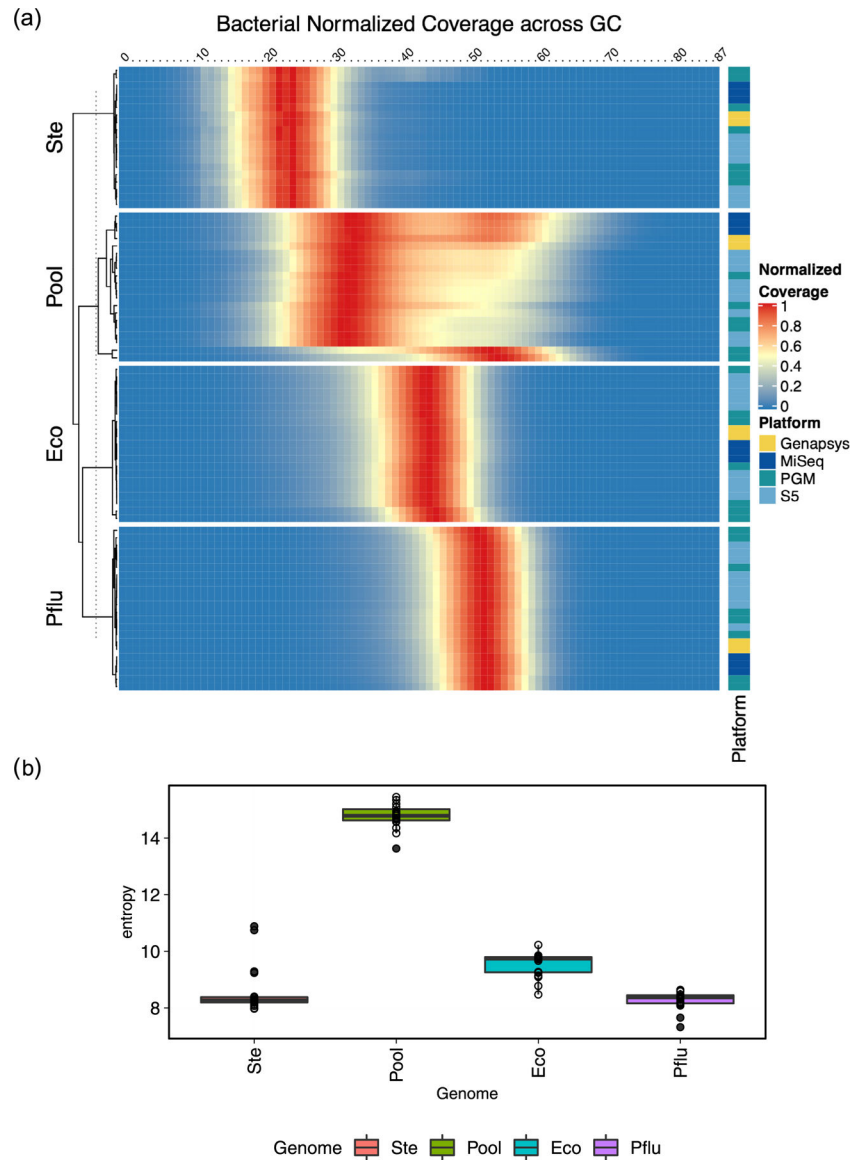 (a)
Bacterial Normalized Coverage across GC
0 10 20 30 40 50 60 70 80 87
Ste
Pool
Eco
Pflu
Normalized
Coverage
1
0.8
0.6
0.4
0.2
0
Platform
Genapsys
MiSeq
PGM
S5
Platform
(b)
14
12
10
8
entropy
Ste Pool Eco Pflu
Genome
Genome Ste Pool Eco Pflu